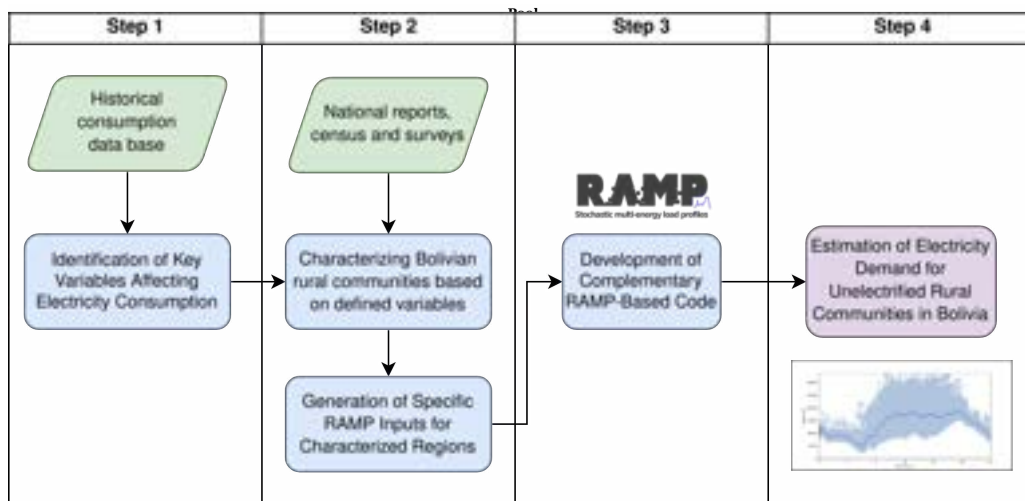 Pool
Step 1
Step 2
Step 3
Step 4
Historical
consumption
data base
National reports,
census and surveys
RAMP
Stochastic multi-energy load profiles
Identification of Key
Variables Affecting
Electricity Consumption
Characterizing Bolivian
rural communities based
on defined variables
Development of
Complementary
RAMP-Based Code
Estimation of Electricity
Demand for
Unelectrified Rural
Communities in Bolivia
Generation of Specific
RAMP Inputs for
Characterized Regions